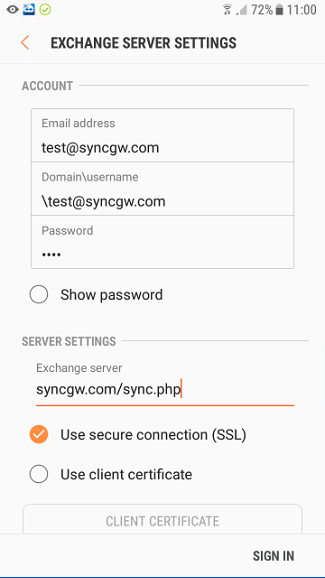 72% 11:00
EXCHANGE SERVER SETTINGS
ACCOUNT
Email address
test@syncgw.com
Domain\username
\test@syncgw.com
Password
••••
Show password
SERVER SETTINGS
Exchange server
syncgw.com/sync.php
Use secure connection (SSL)
Use client certificate
CLIENT CERTIFICATE
SIGN IN